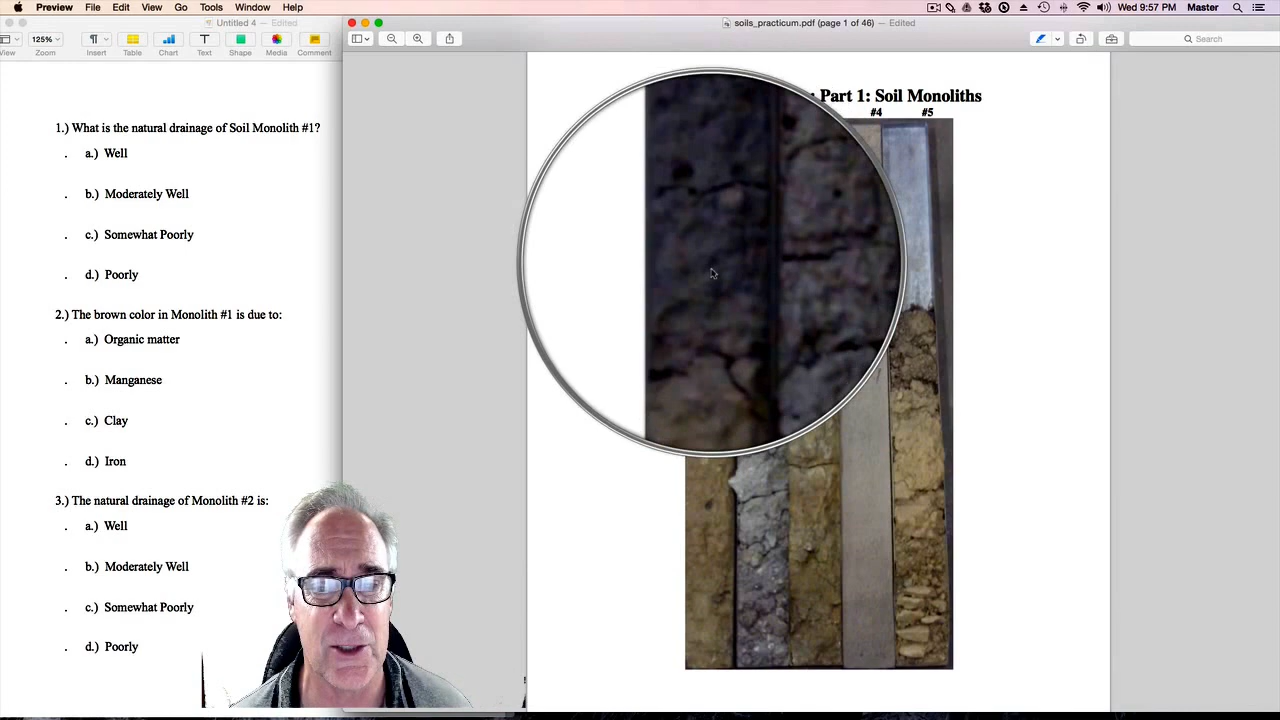 Preview File Edit View Go Tools Window Help
Wed 9:57 PM Master
Untitled 4 — Edited
soils_practicum.pdf (page 1 of 46) — Edited
125%
View Zoom Insert Table Chart Text Shape Media Comment
Search
Part 1: Soil Monoliths
#4 #5
1.) What is the natural drainage of Soil Monolith #1?
. a.) Well
. b.) Moderately Well
. c.) Somewhat Poorly
. d.) Poorly
2.) The brown color in Monolith #1 is due to:
. a.) Organic matter
. b.) Manganese
. c.) Clay
. d.) Iron
3.) The natural drainage of Monolith #2 is:
. a.) Well
. b.) Moderately Well
. c.) Somewhat Poorly
. d.) Poorly